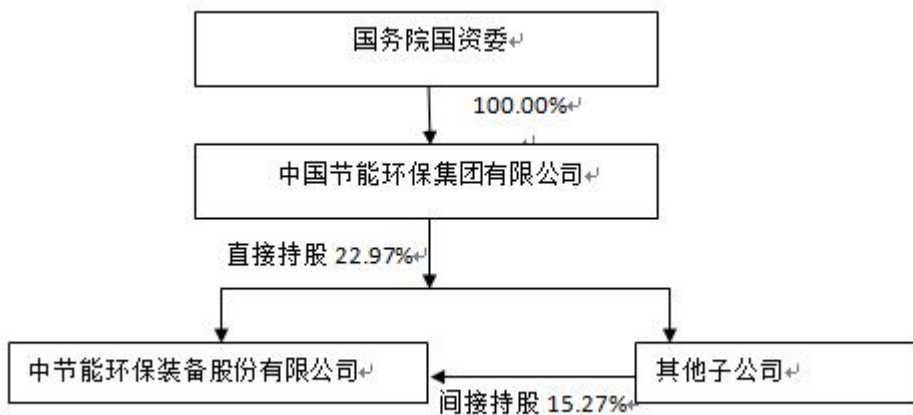 国务院国资委
100.00%
中国节能环保集团有限公司
直接持股 22.97%
中节能环保装备股份有限公司
其他子公司
间接持股 15.27%